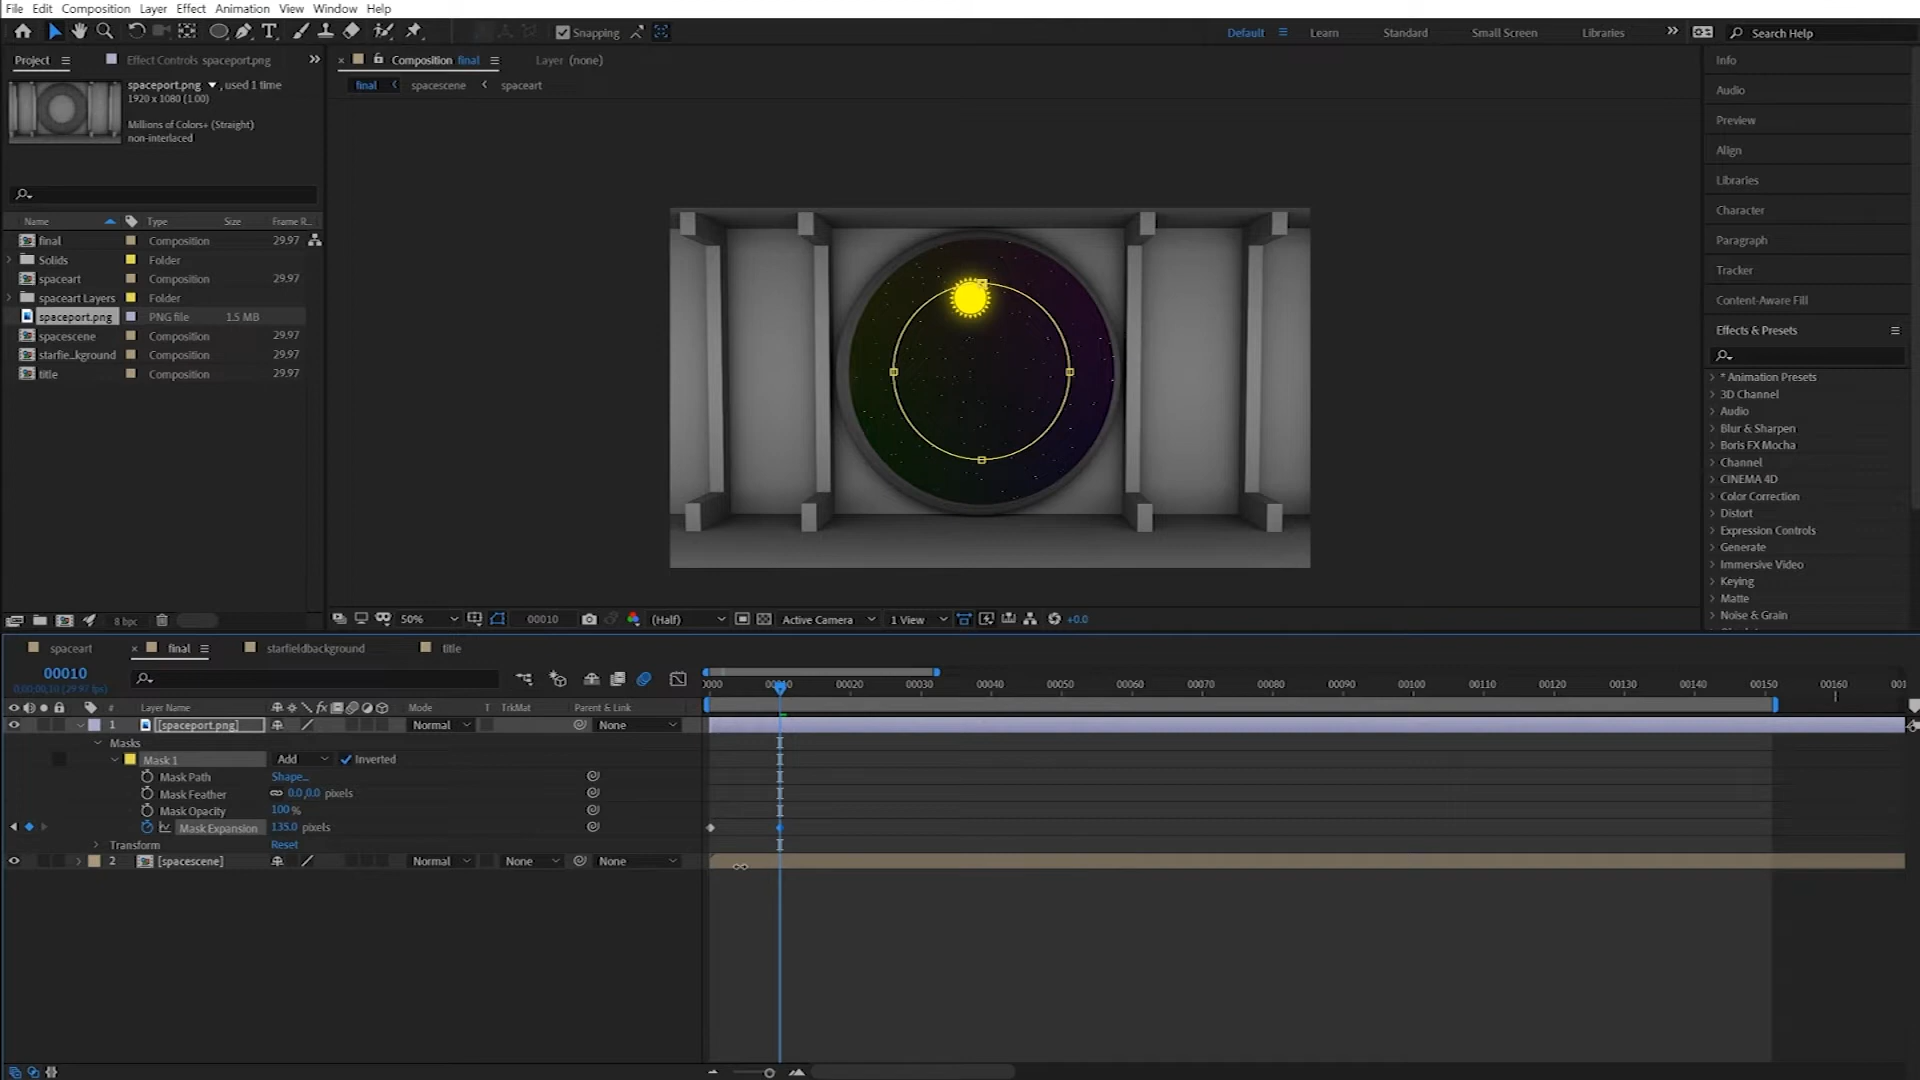 File Edit Composition Layer Effect Animation View Window Help
Snapping
Default Learn Standard Small Screen Libraries Search Help
Project Effect Controls spaceport.png
Composition final Layer (none)
final spacescene spaceart
spaceport.png , used 1 time
1920 x 1080 (1.00)
Millions of Colors+ (Straight)
non-interlaced
Name Type Size Frame R...
final Composition 29.97
Solids Folder
spaceart Composition 29.97
spaceart Layers Folder
spaceport.png PNG file 1.5 MB
spacescene Composition 29.97
starfie...kground Composition 29.97
title Composition 29.97
8 bpc
50% 00010 (Half) Active Camera 1 View +0.0
Info
Audio
Preview
Align
Libraries
Character
Paragraph
Tracker
Content-Aware Fill
Effects & Presets
* Animation Presets
3D Channel
Audio
Blur & Sharpen
Boris FX Mocha
Channel
CINEMA 4D
Color Correction
Distort
Expression Controls
Generate
Immersive Video
Keying
Matte
Noise & Grain
spaceart final starfieldbackground title
00010
0;00;00;10 (29.97 fps)
0000 00010 00020 00030 00040 00050 00060 00070 00080 00090 00100 00110 00120 00130 00140 00150 00160 001
# Layer Name Mode T TrkMat Parent & Link
1 [spaceport.png] Normal None
Masks
Mask 1 Add Inverted
Mask Path Shape...
Mask Feather 0.0,0.0 pixels
Mask Opacity 100 %
Mask Expansion 135.0 pixels
Transform Reset
2 [spacescene] Normal None None